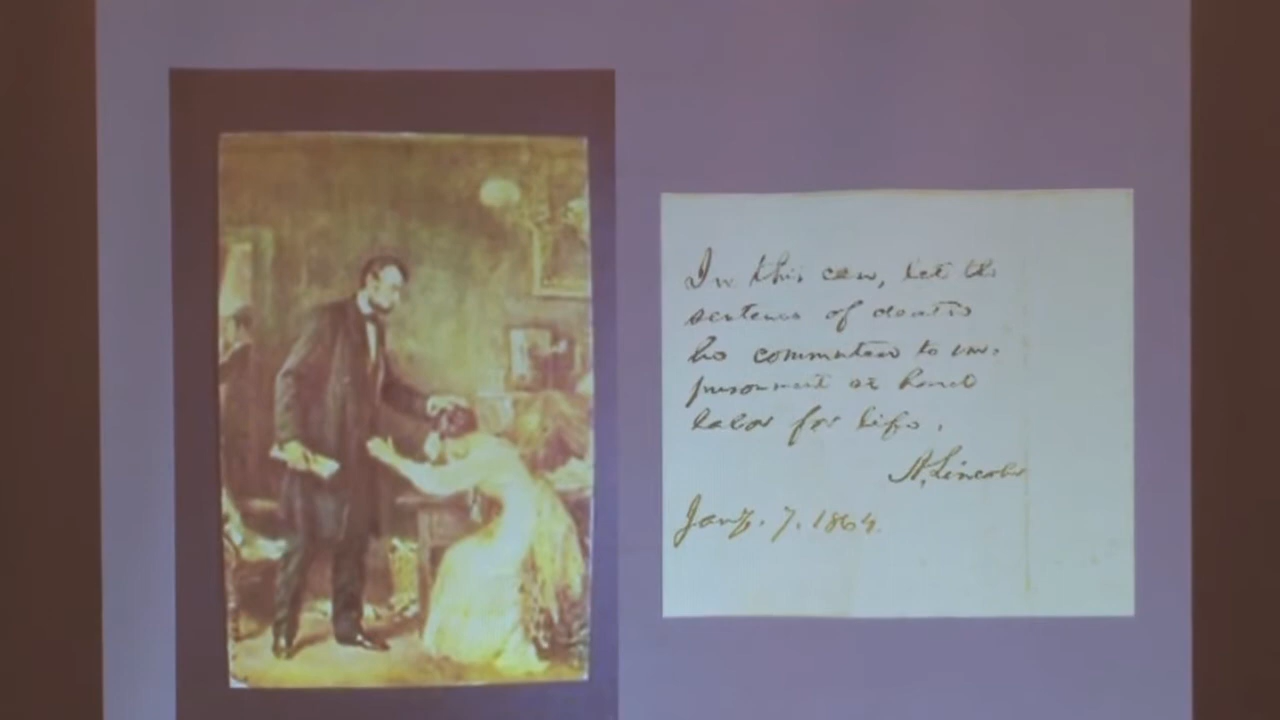 In this case, let the
sentence of death
be commuted to im-
prisonment at hard
labor for life.
A. Lincoln
Jany. 7. 1864.